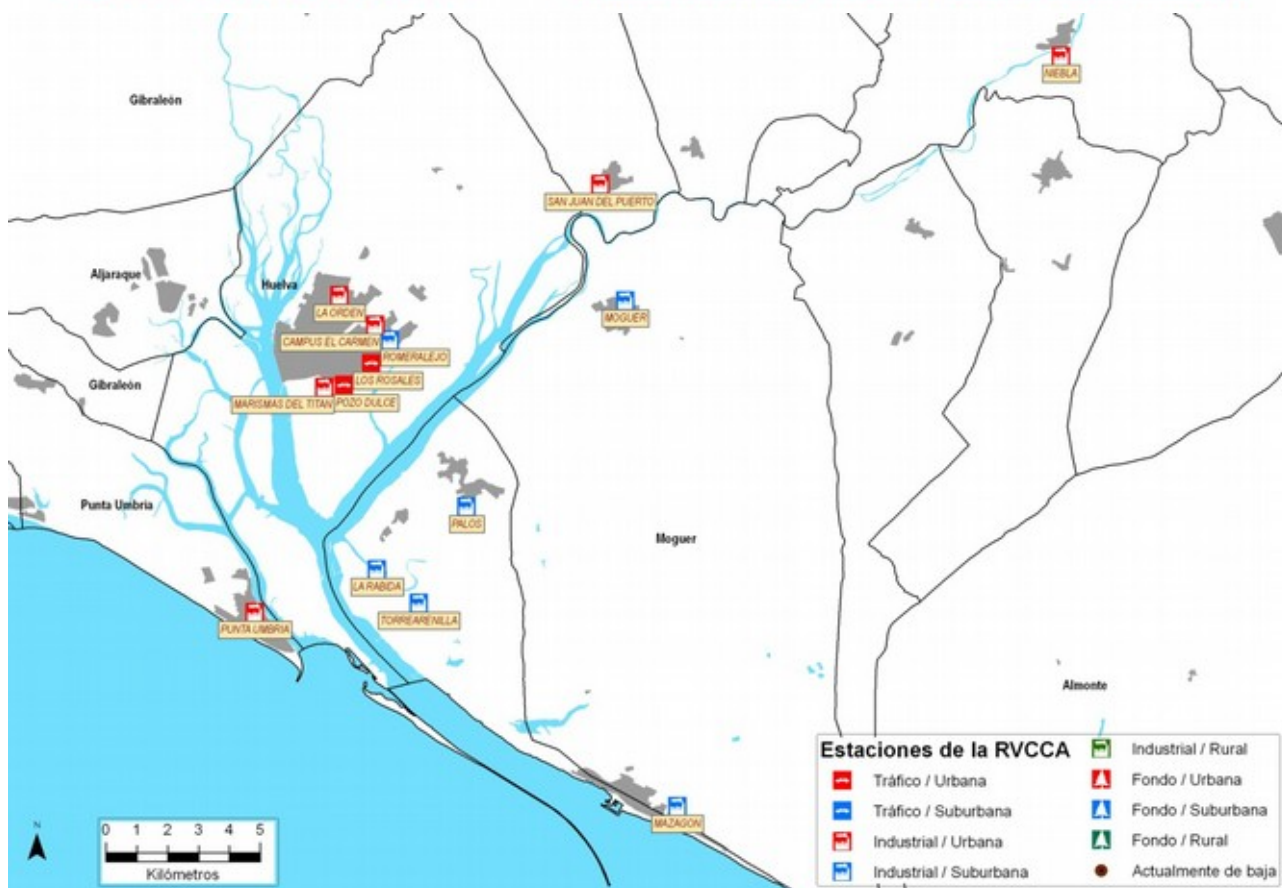 NIEBLA
Gibraleón
SAN JUAN DEL PUERTO
Aljaraque
Huelva
LA ORDEN
MOGUER
CAMPUS EL CARMEN
ROMERALEJO
LOS ROSALES
Gibraleón
MARISMAS DEL TITAN
POZO DULCE
Punta Umbría
PALOS
Moguer
LA RABIDA
TORREARENILLA
PUNTA UMBRIA
Almonte
MAZAGON
N
0 1 2 3 4 5
Kilómetros
Estaciones de la RVCCA
Tráfico / Urbana
Tráfico / Suburbana
Industrial / Urbana
Industrial / Suburbana
Industrial / Rural
Fondo / Urbana
Fondo / Suburbana
Fondo / Rural
Actualmente de baja